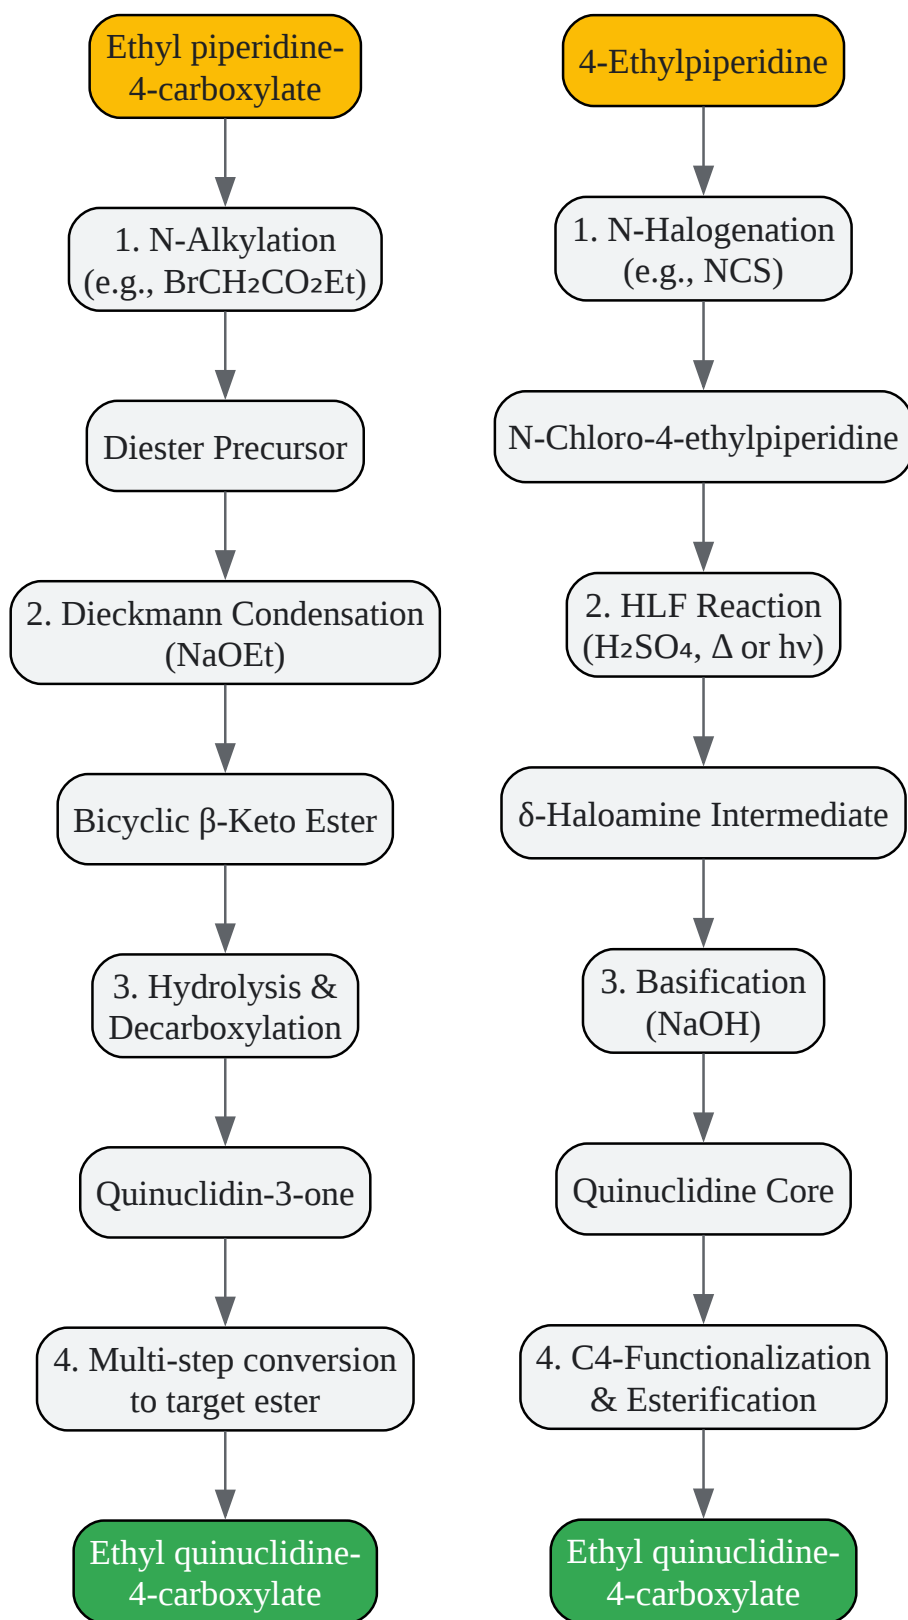 Ethyl piperidine-
4-carboxylate
1. N-Alkylation
(e.g., BrCH₂CO₂Et)
Diester Precursor
2. Dieckmann Condensation
(NaOEt)
Bicyclic β-Keto Ester
3. Hydrolysis &
Decarboxylation
Quinuclidin-3-one
4. Multi-step conversion
to target ester
Ethyl quinuclidine-
4-carboxylate
4-Ethylpiperidine
1. N-Halogenation
(e.g., NCS)
N-Chloro-4-ethylpiperidine
2. HLF Reaction
(H₂SO₄, Δ or hν)
δ-Haloamine Intermediate
3. Basification
(NaOH)
Quinuclidine Core
4. C4-Functionalization
& Esterification
Ethyl quinuclidine-
4-carboxylate